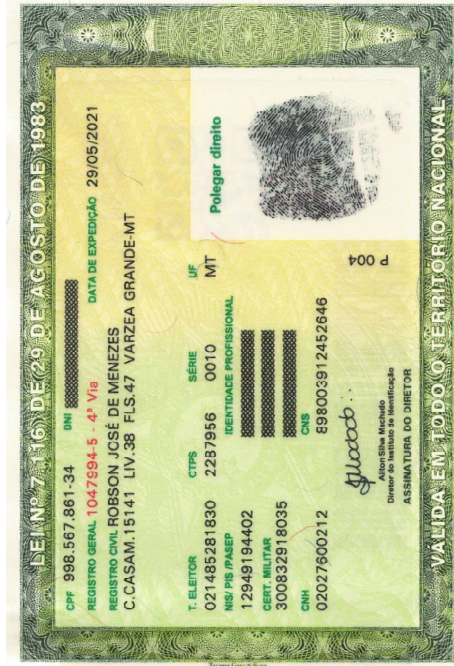 LEI Nº 7.116, DE 29 DE AGOSTO DE 1983
CPF 998.567.861-34 DNI
REGISTRO GERAL 1047994-5 - 4ª Via DATA DE EXPEDIÇÃO 29/05/2021
REGISTRO CIVIL ROBSON JOSÉ DE MENEZES
C.CASAM.15141 LIV.3B FLS.47 VARZEA GRANDE-MT
T. ELEITOR CTPS SÉRIE UF
021485281830 2287956 0010 MT
NIS/ PIS /PASEP IDENTIDADE PROFISSIONAL
12949194402
CERT. MILITAR
300832918035
CNH CNS
02027600212 898003912452646
Polegar direito
P 004
Diretor do Instituto de Identificação
ASSINATURA DO DIRETOR
VÁLIDA EM TODO O TERRITÓRIO NACIONAL